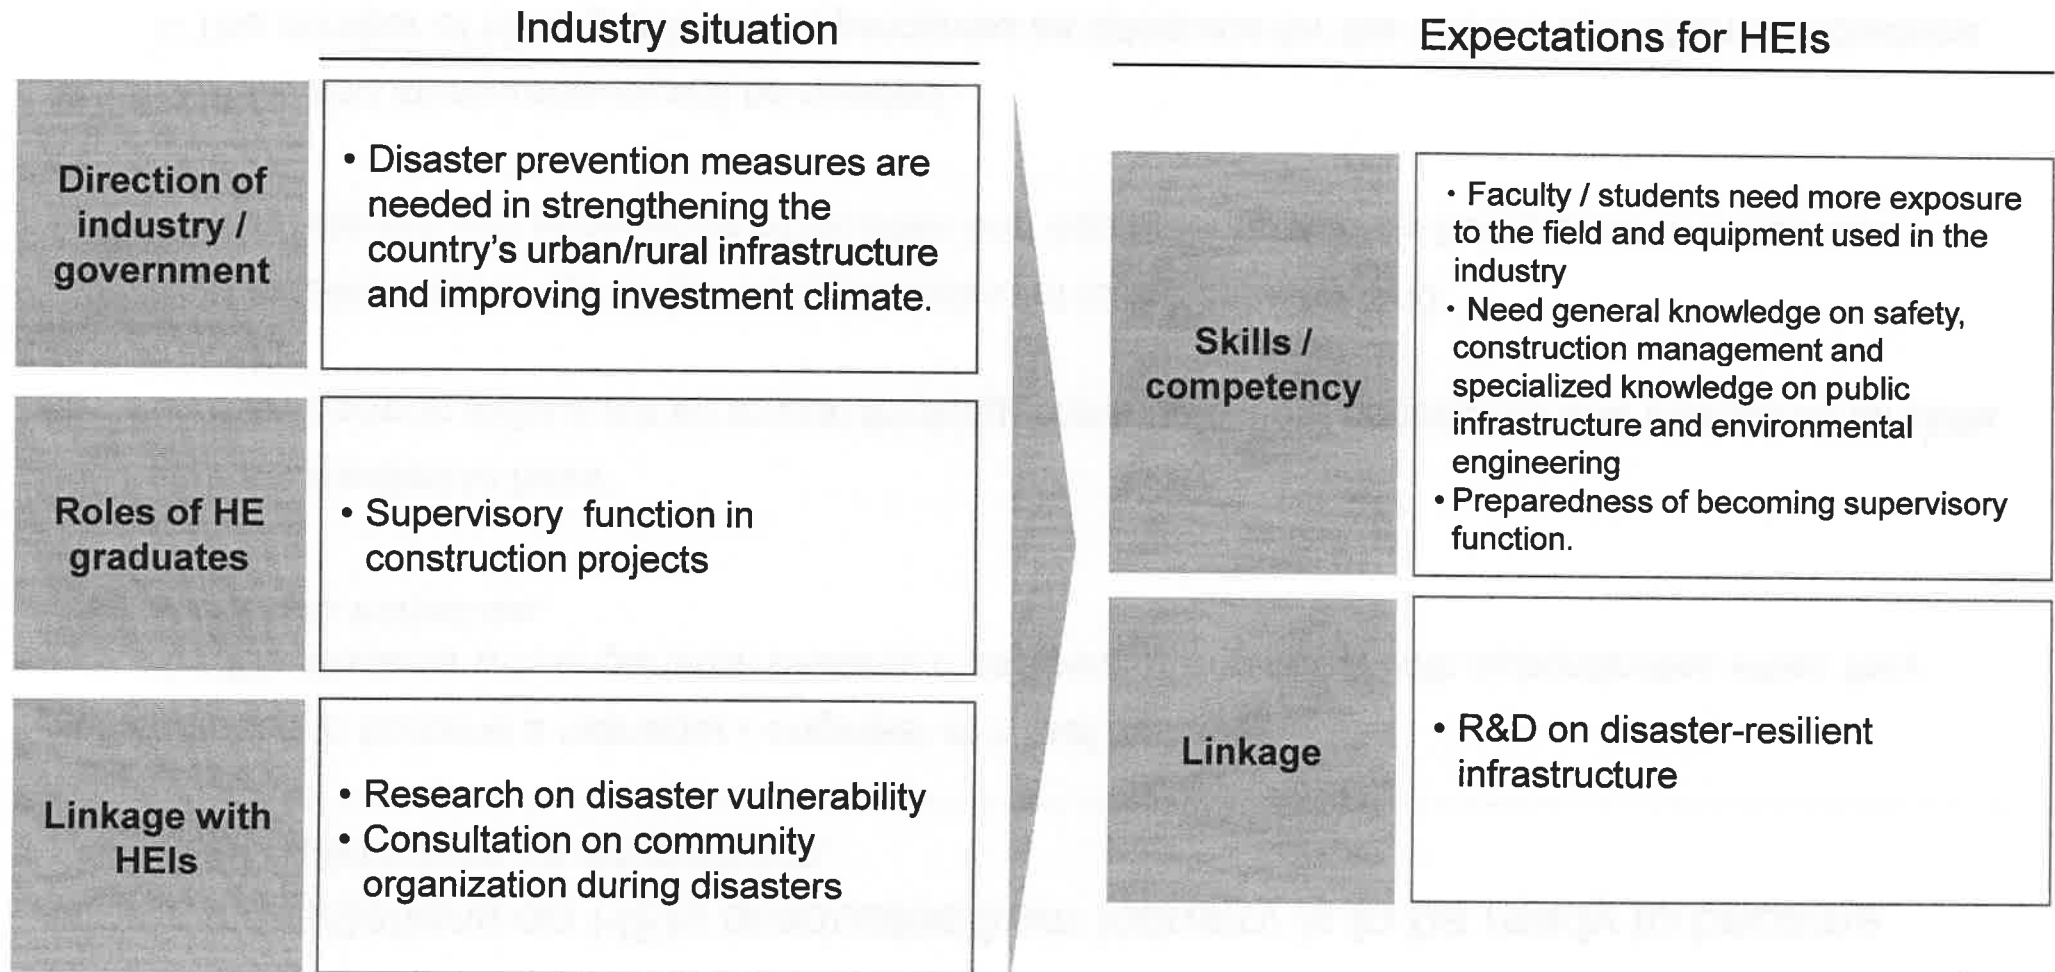 Industry situation
Direction of
industry /
government
• Disaster prevention measures are
needed in strengthening the
country's urban/rural infrastructure
and improving investment climate.
Roles of HE
graduates
• Supervisory function in
construction projects
Linkage with
HEIs
• Research on disaster vulnerability
• Consultation on community
organization during disasters
Expectations for HEIs
Skills /
competency
• Faculty / students need more exposure
to the field and equipment used in the
industry
• Need general knowledge on safety,
construction management and
specialized knowledge on public
infrastructure and environmental
engineering
• Preparedness of becoming supervisory
function.
Linkage
• R&D on disaster-resilient
infrastructure